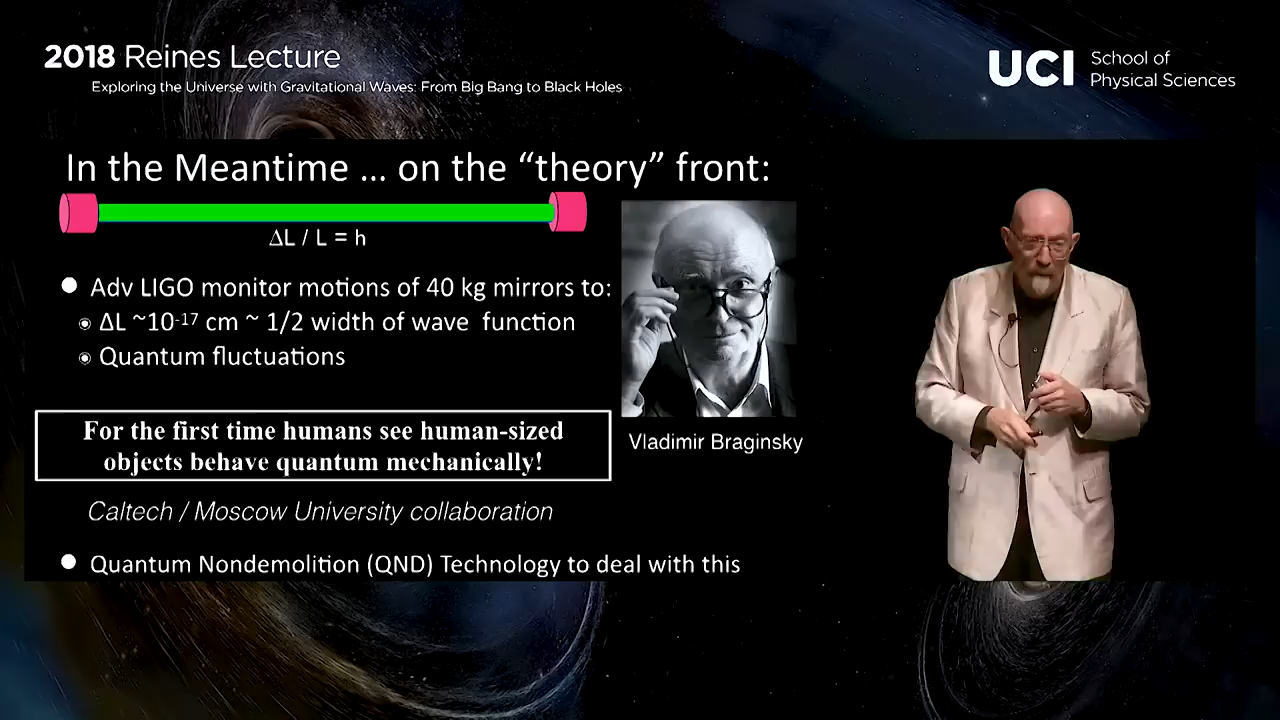 2018 Reines Lecture
Exploring the Universe with Gravitational Waves: From Big Bang to Black Holes
UCI School of
Physical Sciences
In the Meantime ... on the “theory” front:
ΔL / L = h
Adv LIGO monitor motions of 40 kg mirrors to:
ΔL ~10⁻¹⁷ cm ~ 1/2 width of wave function
Quantum fluctuations
For the first time humans see human-sized
objects behave quantum mechanically!
Vladimir Braginsky
Caltech / Moscow University collaboration
Quantum Nondemolition (QND) Technology to deal with this